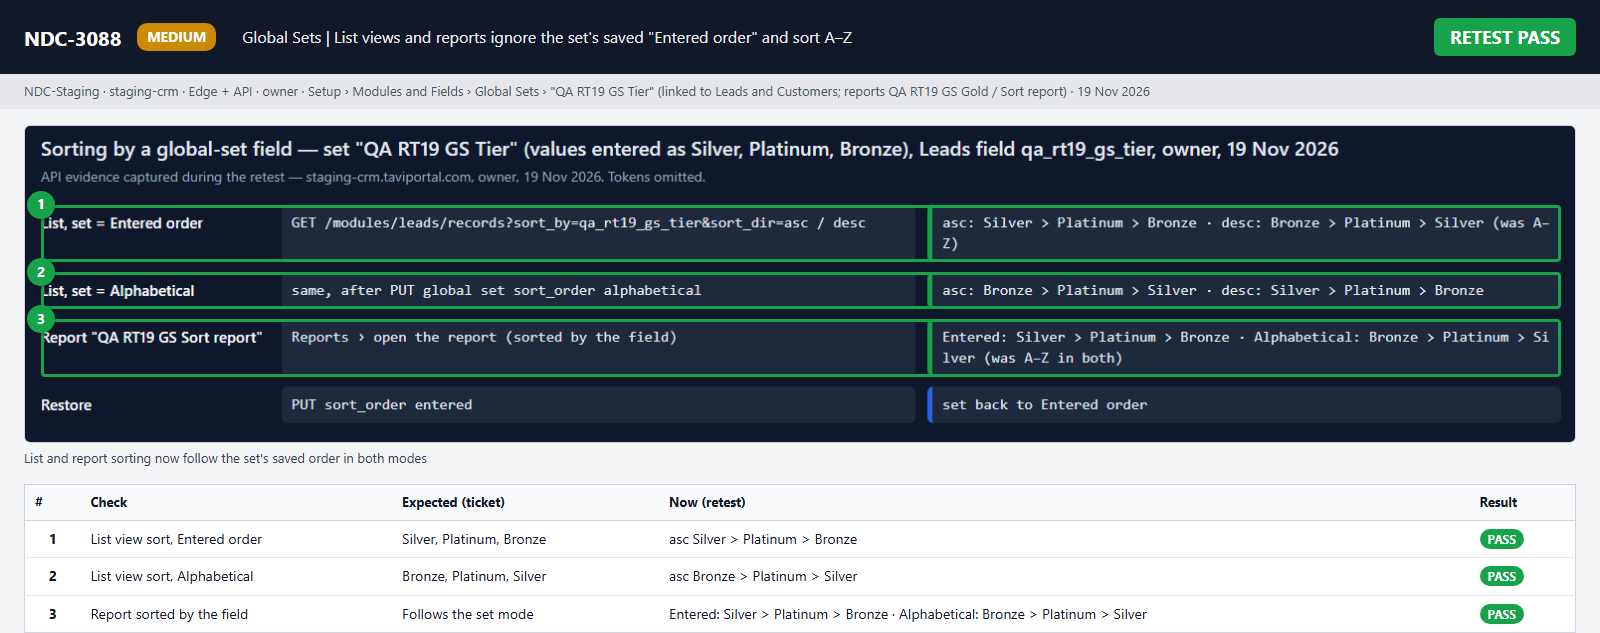 NDC-3088 MEDIUM Global Sets | List views and reports ignore the set's saved "Entered order" and sort A–Z RETEST PASS
NDC-Staging · staging-crm · Edge + API · owner · Setup › Modules and Fields › Global Sets › "QA RT19 GS Tier" (linked to Leads and Customers; reports QA RT19 GS Gold / Sort report) · 19 Nov 2026
Sorting by a global-set field — set "QA RT19 GS Tier" (values entered as Silver, Platinum, Bronze), Leads field qa_rt19_gs_tier, owner, 19 Nov 2026
API evidence captured during the retest — staging-crm.taviportal.com, owner, 19 Nov 2026. Tokens omitted.
1
List, set = Entered order GET /modules/leads/records?sort_by=qa_rt19_gs_tier&sort_dir=asc / desc asc: Silver > Platinum > Bronze · desc: Bronze > Platinum > Silver (was A–
Z)
2
List, set = Alphabetical same, after PUT global set sort_order alphabetical asc: Bronze > Platinum > Silver · desc: Silver > Platinum > Bronze
3
Report "QA RT19 GS Sort report" Reports › open the report (sorted by the field) Entered: Silver > Platinum > Bronze · Alphabetical: Bronze > Platinum > Si
lver (was A–Z in both)
Restore PUT sort_order entered set back to Entered order
List and report sorting now follow the set's saved order in both modes
# Check Expected (ticket) Now (retest) Result
1 List view sort, Entered order Silver, Platinum, Bronze asc Silver > Platinum > Bronze PASS
2 List view sort, Alphabetical Bronze, Platinum, Silver asc Bronze > Platinum > Silver PASS
3 Report sorted by the field Follows the set mode Entered: Silver > Platinum > Bronze · Alphabetical: Bronze > Platinum > Silver PASS